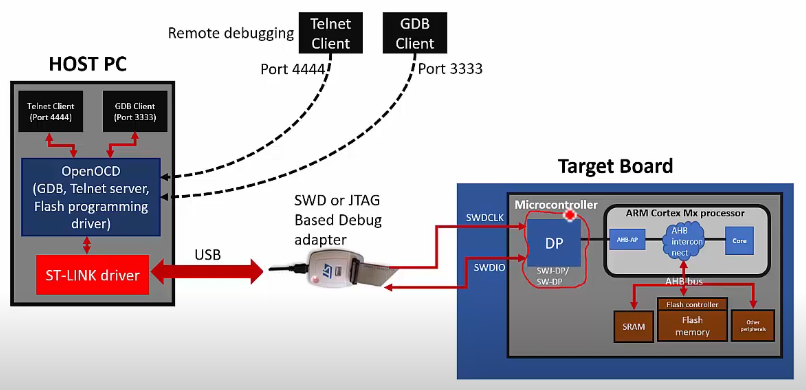 Remote debugging
Telnet
Client
GDB
Client
Port 4444
Port 3333
HOST PC
Telnet Client
(Port 4444)
GDB Client
(Port 3333)
OpenOCD
(GDB, Telnet server,
Flash programming
driver)
ST-LINK driver
USB
SWD or JTAG
Based Debug
adapter
Target Board
Microcontroller
SWDCLK
SWDIO
DP
SWJ-DP/
SW-DP
ARM Cortex Mx processor
AHB-AP
AHB
intercon
nect
Core
AHB bus
SRAM
Flash controller
Flash
memory
Other
peripherals